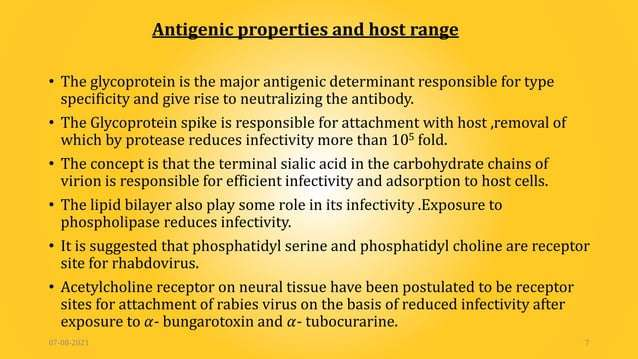 Antigenic properties and host range
• The glycoprotein is the major antigenic determinant responsible for type
specificity and give rise to neutralizing the antibody.
• The Glycoprotein spike is responsible for attachment with host ,removal of
which by protease reduces infectivity more than 10⁵ fold.
• The concept is that the terminal sialic acid in the carbohydrate chains of
virion is responsible for efficient infectivity and adsorption to host cells.
• The lipid bilayer also play some role in its infectivity .Exposure to
phospholipase reduces infectivity.
• It is suggested that phosphatidyl serine and phosphatidyl choline are receptor
site for rhabdovirus.
• Acetylcholine receptor on neural tissue have been postulated to be receptor
sites for attachment of rabies virus on the basis of reduced infectivity after
exposure to α- bungarotoxin and α- tubocurarine.
07-08-2021
7